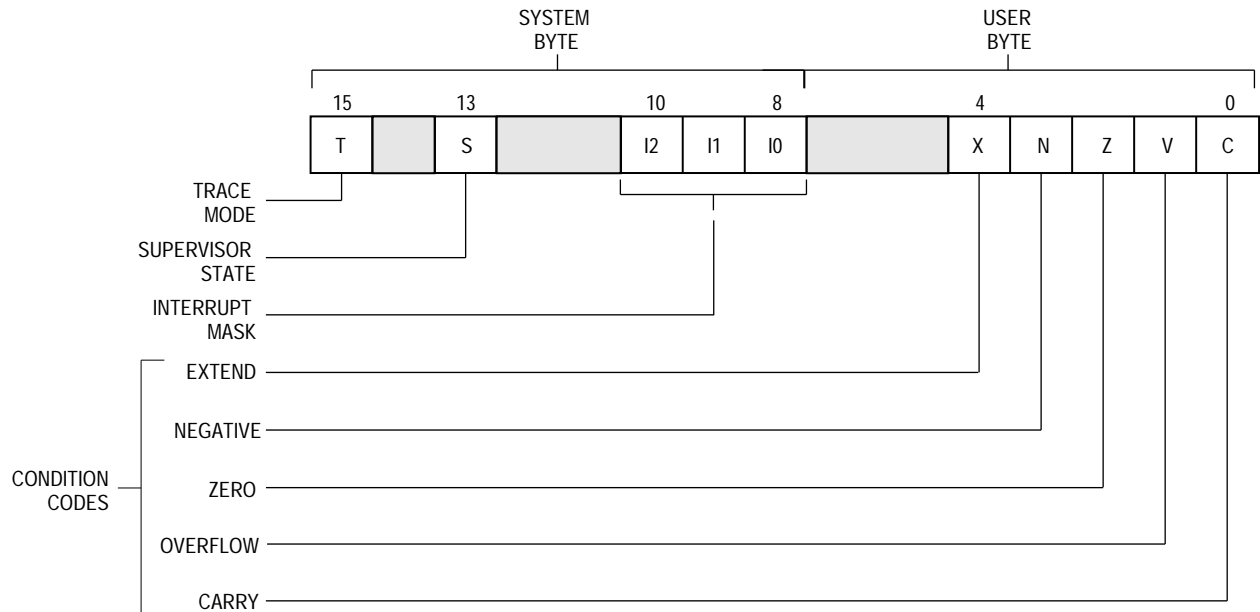 SYSTEM
BYTE
USER
BYTE
15 13 10 8 4 0
T S I2 I1 I0 X N Z V C
TRACE
MODE
SUPERVISOR
STATE
INTERRUPT
MASK
EXTEND
NEGATIVE
CONDITION
CODES
ZERO
OVERFLOW
CARRY